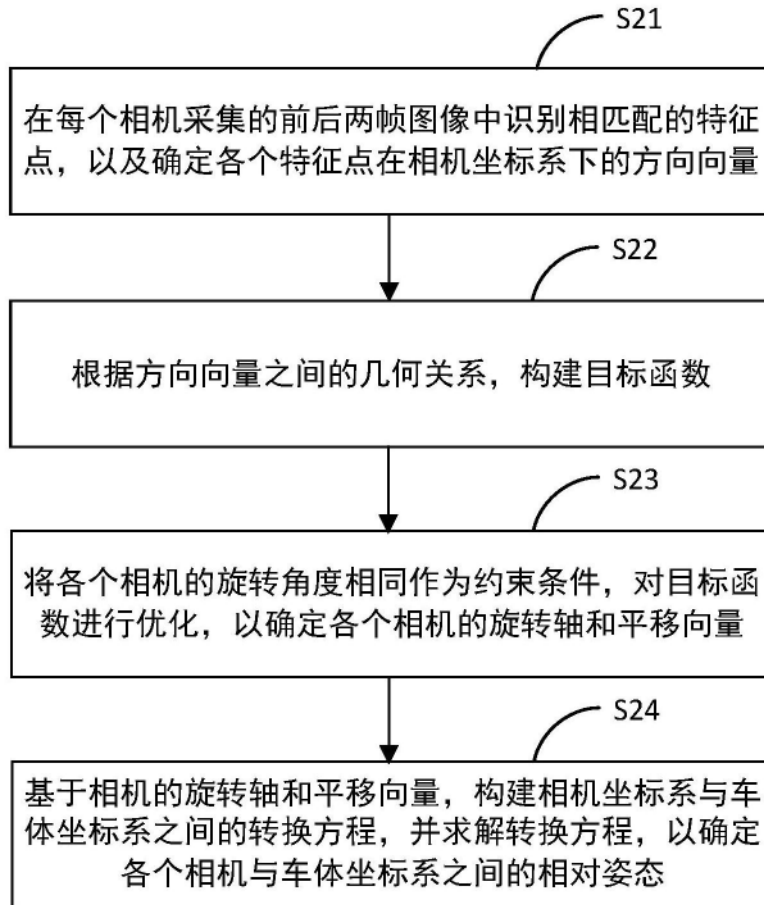 S21
在每个相机采集的前后两帧图像中识别相匹配的特征
点，以及确定各个特征点在相机坐标系下的方向向量
S22
根据方向向量之间的几何关系，构建目标函数
S23
将各个相机的旋转角度相同作为约束条件，对目标函
数进行优化，以确定各个相机的旋转轴和平移向量
S24
基于相机的旋转轴和平移向量，构建相机坐标系与车
体坐标系之间的转换方程，并求解转换方程，以确定
各个相机与车体坐标系之间的相对姿态